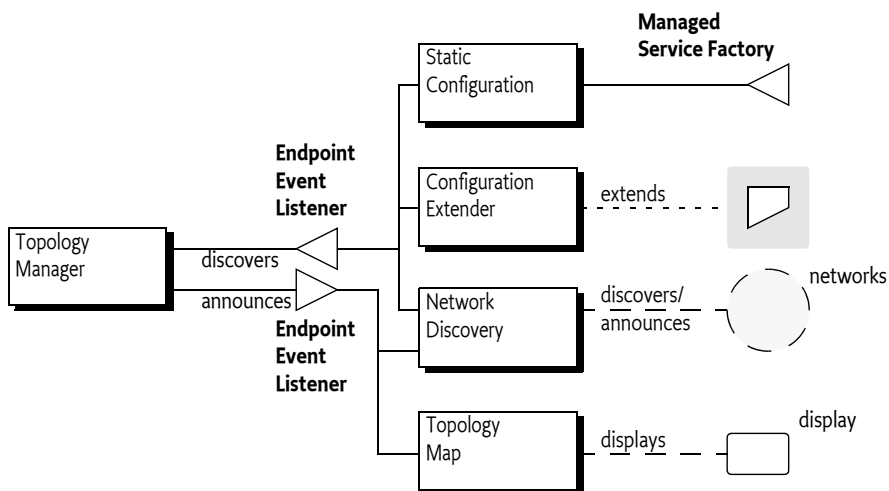 Managed
Service Factory
Static
Configuration
Endpoint
Event
Listener
Configuration
Extender
extends
Topology
Manager
discovers
announces
networks
Network
Discovery
discovers/
announces
Endpoint
Event
Listener
Topology
Map
displays
display